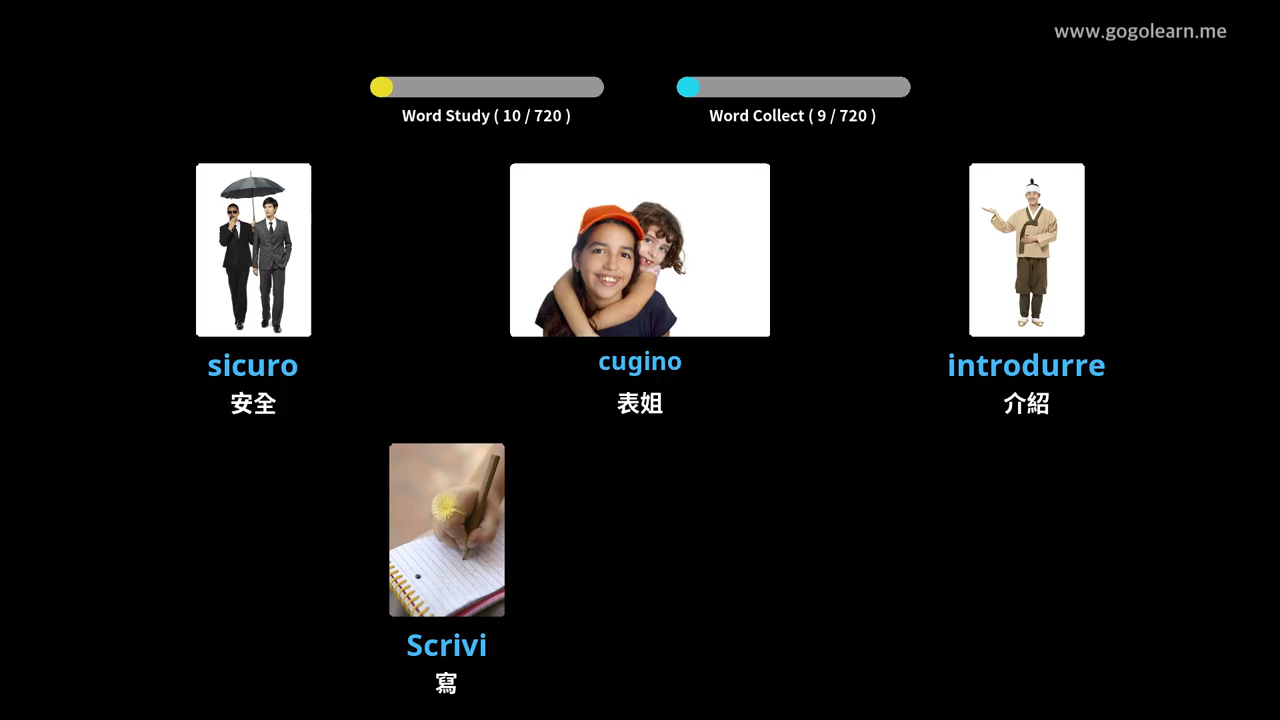 www.gogolearn.me
Word Study ( 10 / 720 )
Word Collect ( 9 / 720 )
sicuro
安全
cugino
表姐
introdurre
介紹
Scrivi
寫